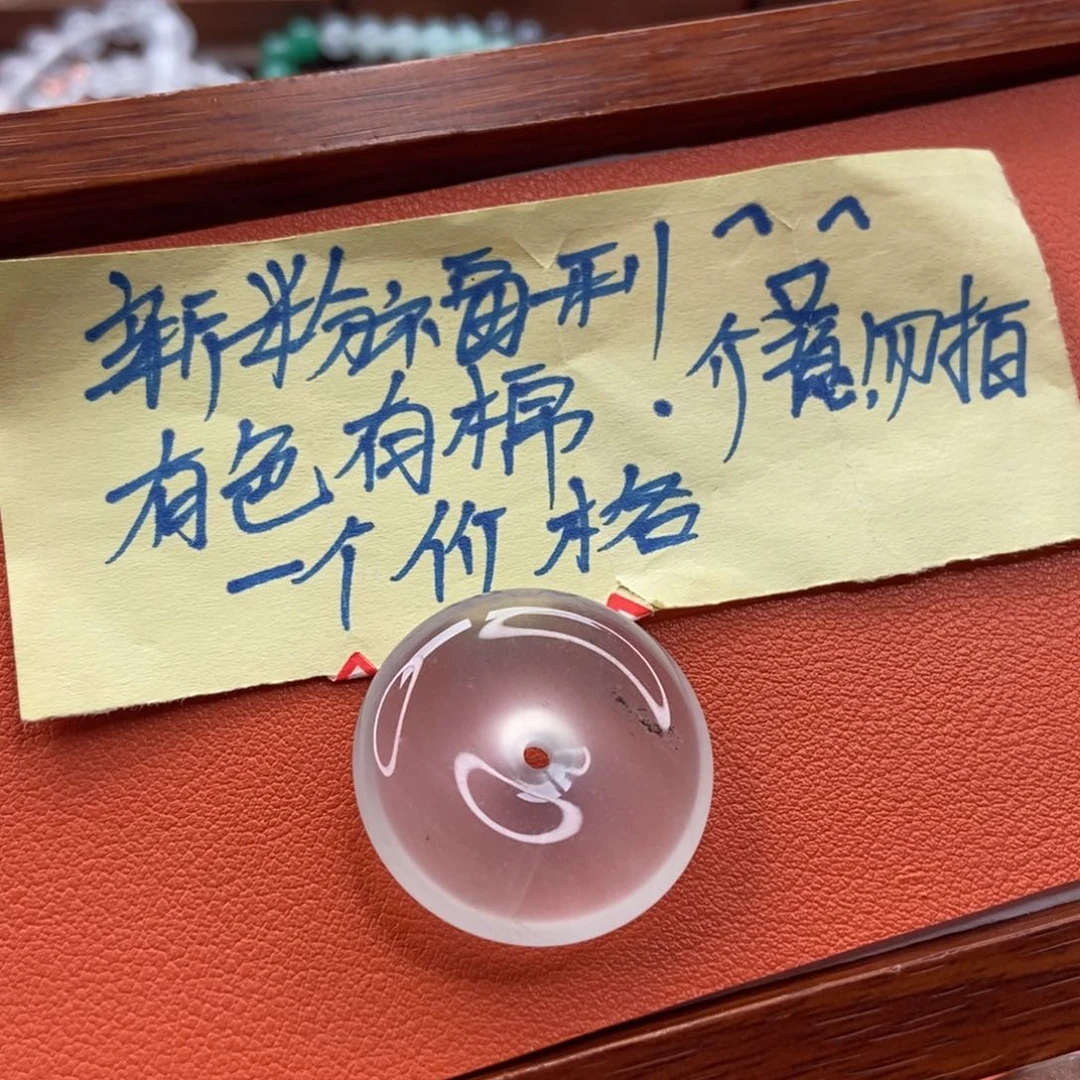 新粉福利！^ ^
有色有棉 介意勿拍
一个价格